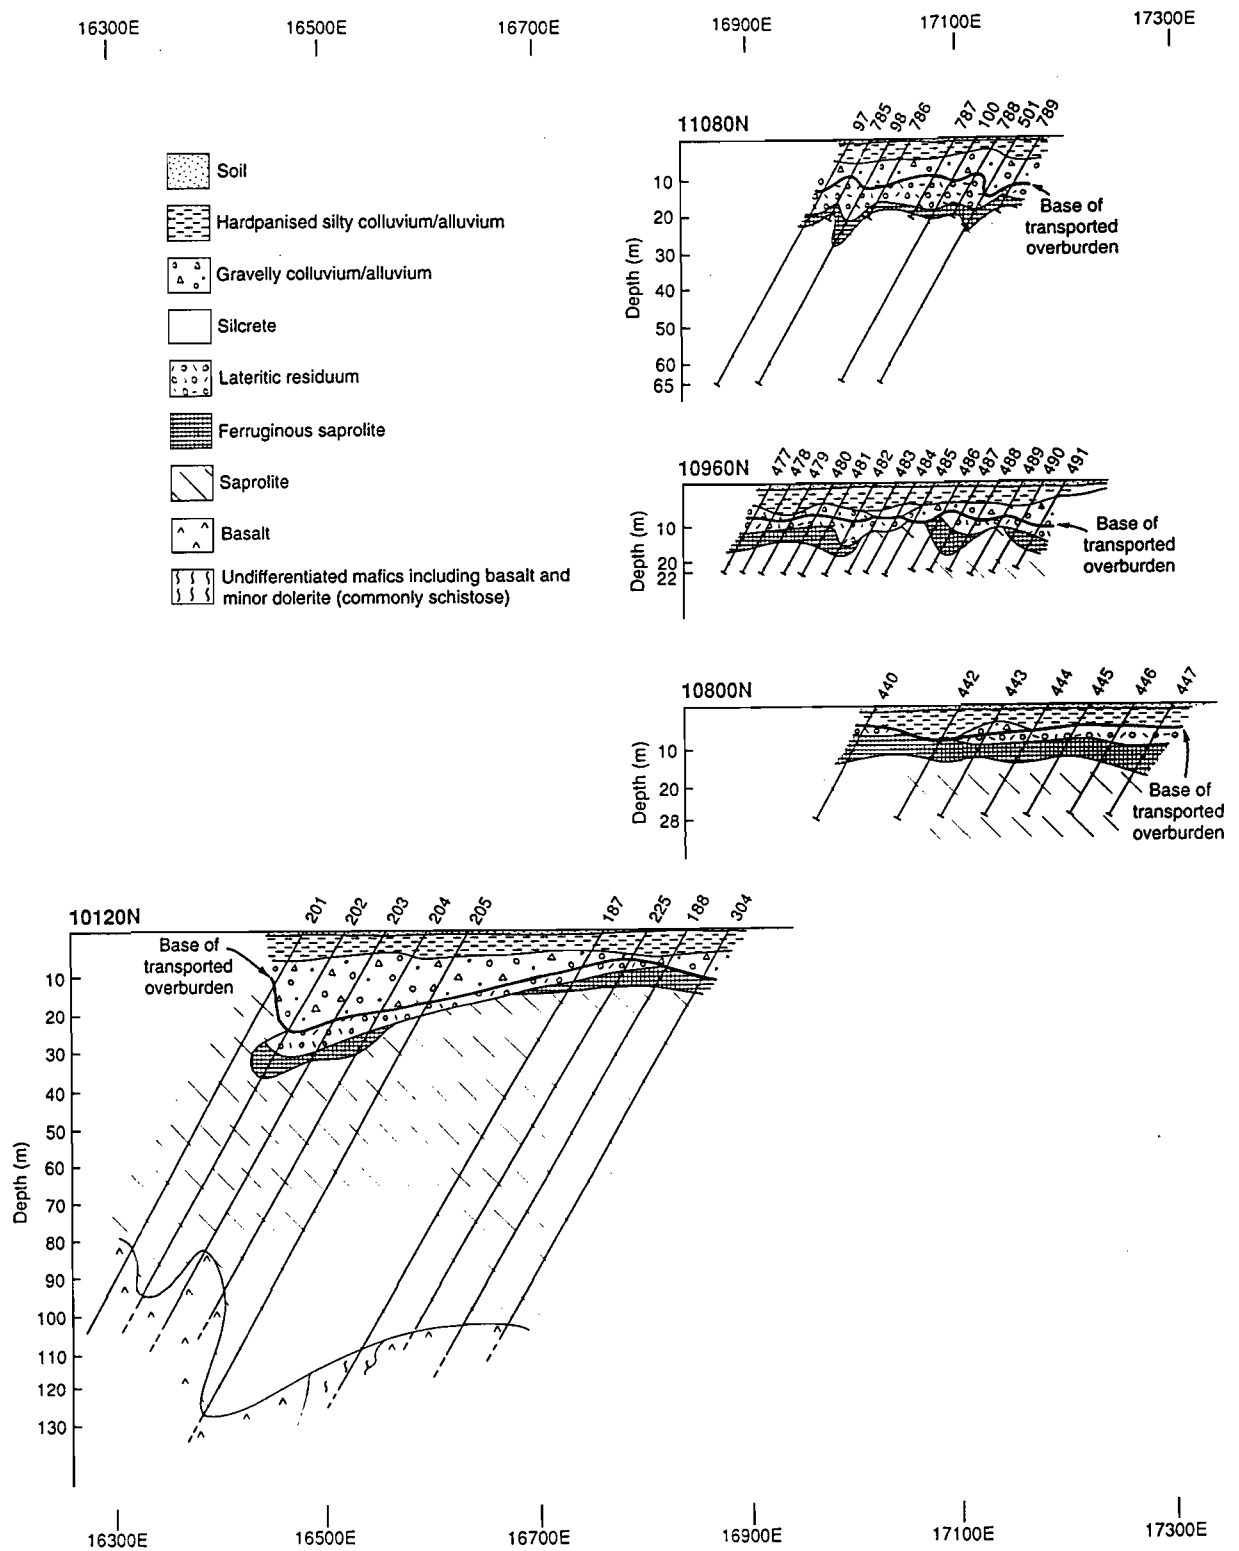 16300E 16500E 16700E 16900E 17100E 17300E
11080N
97 785 98 786 787 100 788 501 789
10
20
30
40
50
60
65
Depth (m)
Base of
transported
overburden
Soil
Hardpanised silty colluvium/alluvium
Gravelly colluvium/alluvium
Silcrete
Lateritic residuum
Ferruginous saprolite
Saprolite
Basalt
Undifferentiated mafics including basalt and
minor dolerite (commonly schistose)
10960N
477 478 479 480 481 482 483 484 485 486 487 488 489 490 491
10
20
22
Depth (m)
Base of
transported
overburden
10800N
440 442 443 444 445 446 447
10
20
28
Depth (m)
Base of
transported
overburden
10120N
201 202 203 204 205 187 225 188 304
Base of
transported
overburden
10
20
30
40
50
60
70
80
90
100
110
120
130
Depth (m)
16300E 16500E 16700E 16900E 17100E 17300E